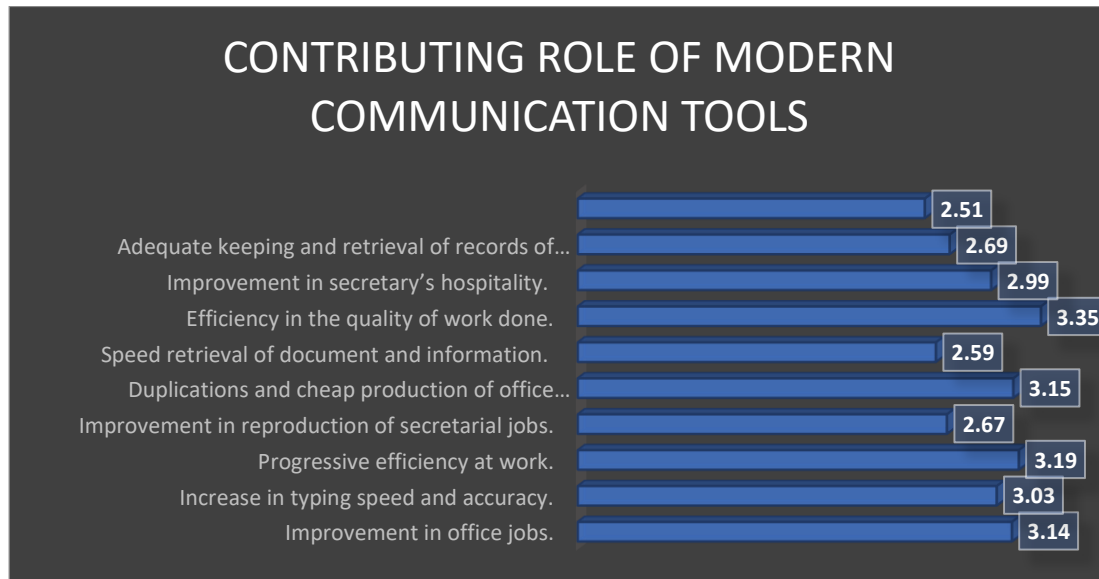 CONTRIBUTING ROLE OF MODERN
COMMUNICATION TOOLS
2.51
Adequate keeping and retrieval of records of… 2.69
Improvement in secretary’s hospitality. 2.99
Efficiency in the quality of work done. 3.35
Speed retrieval of document and information. 2.59
Duplications and cheap production of office… 3.15
Improvement in reproduction of secretarial jobs. 2.67
Progressive efficiency at work. 3.19
Increase in typing speed and accuracy. 3.03
Improvement in office jobs. 3.14